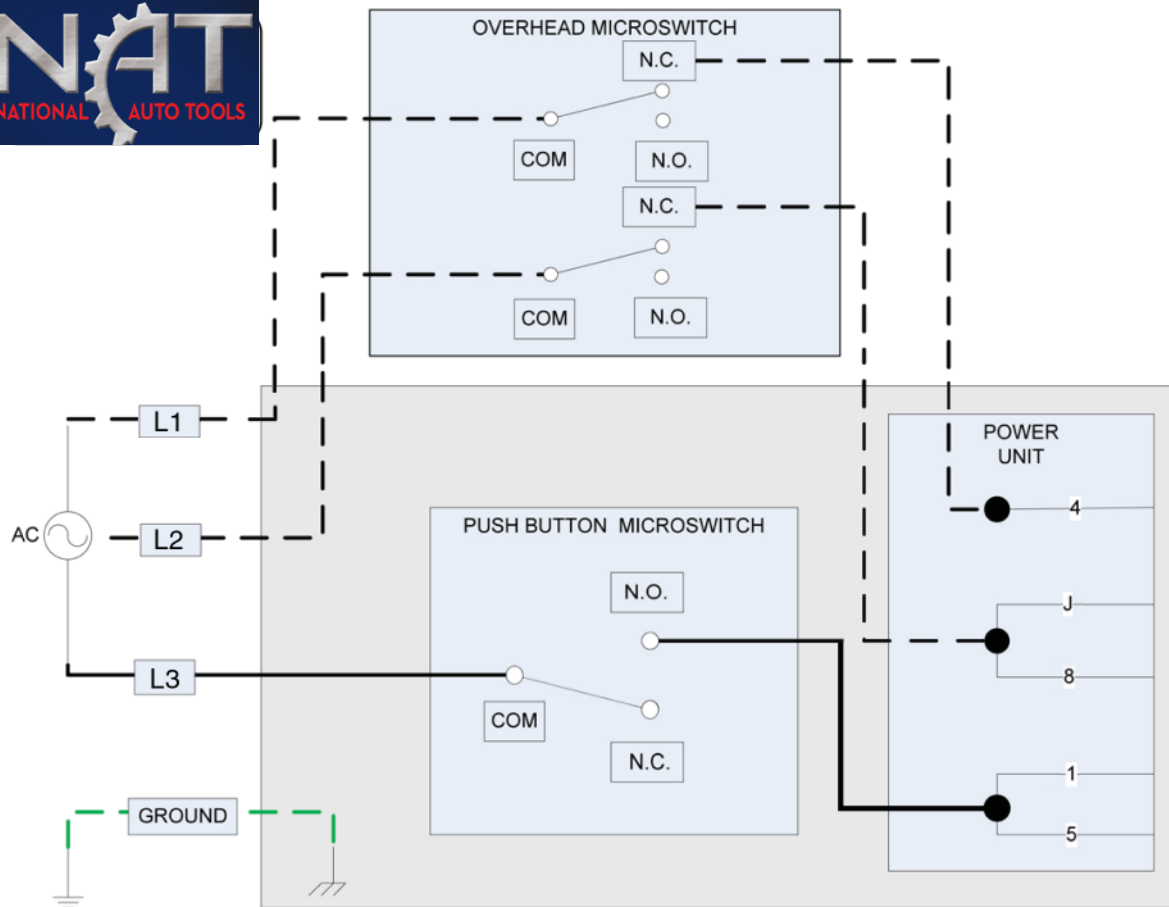 NAT
NATIONAL AUTO TOOLS
OVERHEAD MICROSWITCH
N.C.
COM
N.O.
N.C.
COM
N.O.
L1
AC
L2
L3
GROUND
PUSH BUTTON MICROSWITCH
N.O.
COM
N.C.
POWER
UNIT
4
J
8
1
5